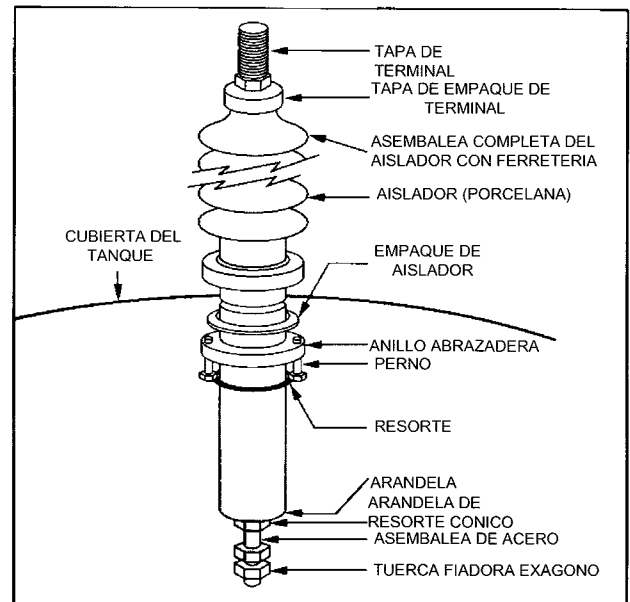 TAPA DE
TERMINAL
TAPA DE EMPAQUE DE
TERMINAL
ASEMBALEA COMPLETA DEL
AISLADOR CON FERRETERIA
AISLADOR (PORCELANA)
CUBIERTA DEL
TANQUE
EMPAQUE DE
AISLADOR
ANILLO ABRAZADERA
PERNO
RESORTE
ARANDELA
ARANDELA DE
RESORTE CONICO
ASEMBALEA DE ACERO
TUERCA FIADORA EXAGONO